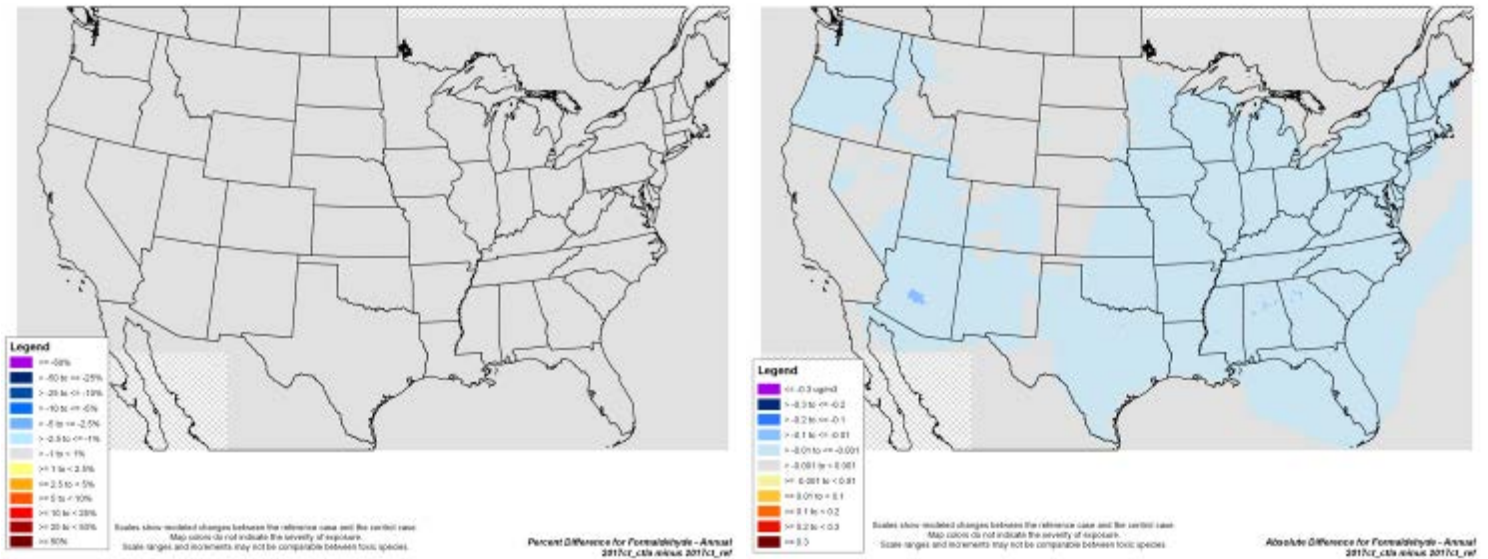 Legend
<= -50%
> -50 to <= -25%
> -25 to <= -10%
> -10 to <= -5%
> -5 to <= -2.5%
> -2.5 to <= -1%
> -1 to < 1%
>= 1 to < 2.5%
>= 2.5 to < 5%
>= 5 to < 10%
>= 10 to < 25%
>= 50%
Scales show modeled changes between the reference case and the control case.
Map colors do not indicate the severity of exposure.
Scale ranges and increments may not be comparable between toxic species.
Percent Difference for Formaldehyde - Annual
2017ct_ctla minus 2017ct_ref
Legend
<= -0.3 ug/m3
> -0.3 to <= -0.2
> -0.2 to <= -0.1
> -0.1 to <= -0.01
> -0.01 to <= -0.001
> -0.001 to < 0.001
>= 0.001 to < 0.01
>= 0.01 to < 0.1
>= 0.1 to < 0.2
>= 0.2 to < 0.3
>= 0.3
Scales show modeled changes between the reference case and the control case.
Map colors do not indicate the severity of exposure.
Scale ranges and increments may not be comparable between toxic species.
Absolute Difference for Formaldehyde - Annual
2017ct_ctla minus 2017ct_ref